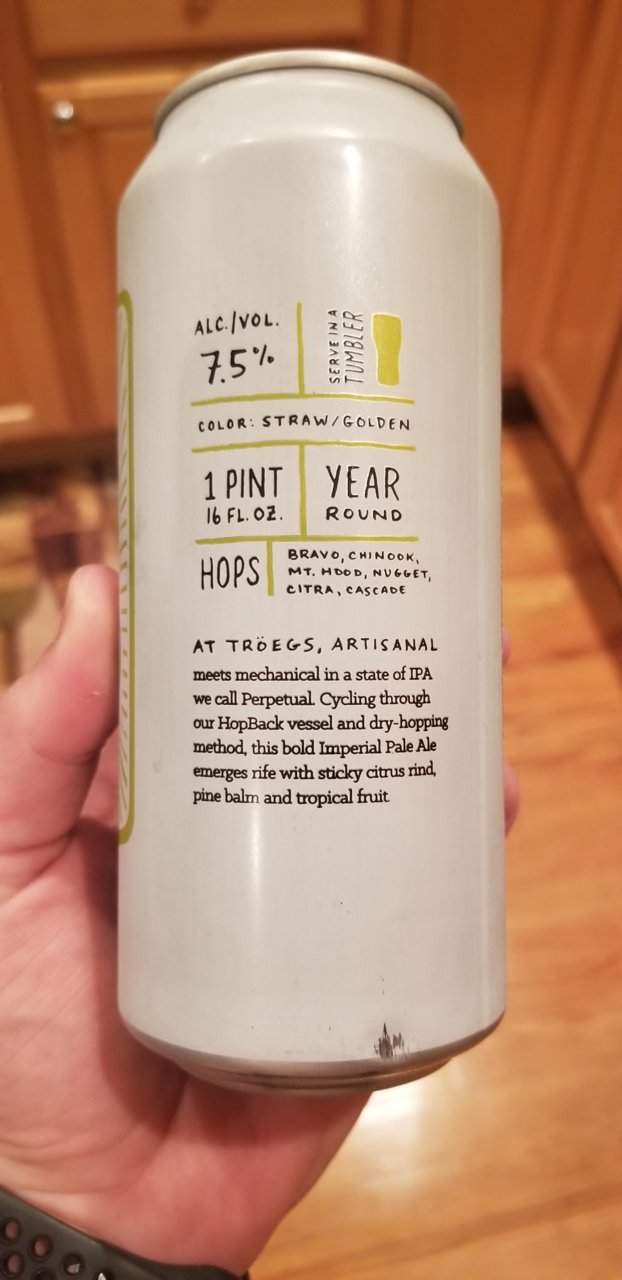 ALC./VOL.
7.5%
SERVE IN A
TUMBLER
COLOR: STRAW/GOLDEN
1 PINT
16 FL. OZ.
YEAR
ROUND
HOPS
BRAVO, CHINOOK,
MT. HOOD, NUGGET,
CITRA, CASCADE
AT TRÖEGS, ARTISANAL
meets mechanical in a state of IPA
we call Perpetual. Cycling through
our HopBack vessel and dry-hopping
method, this bold Imperial Pale Ale
emerges rife with sticky citrus rind,
pine balm and tropical fruit